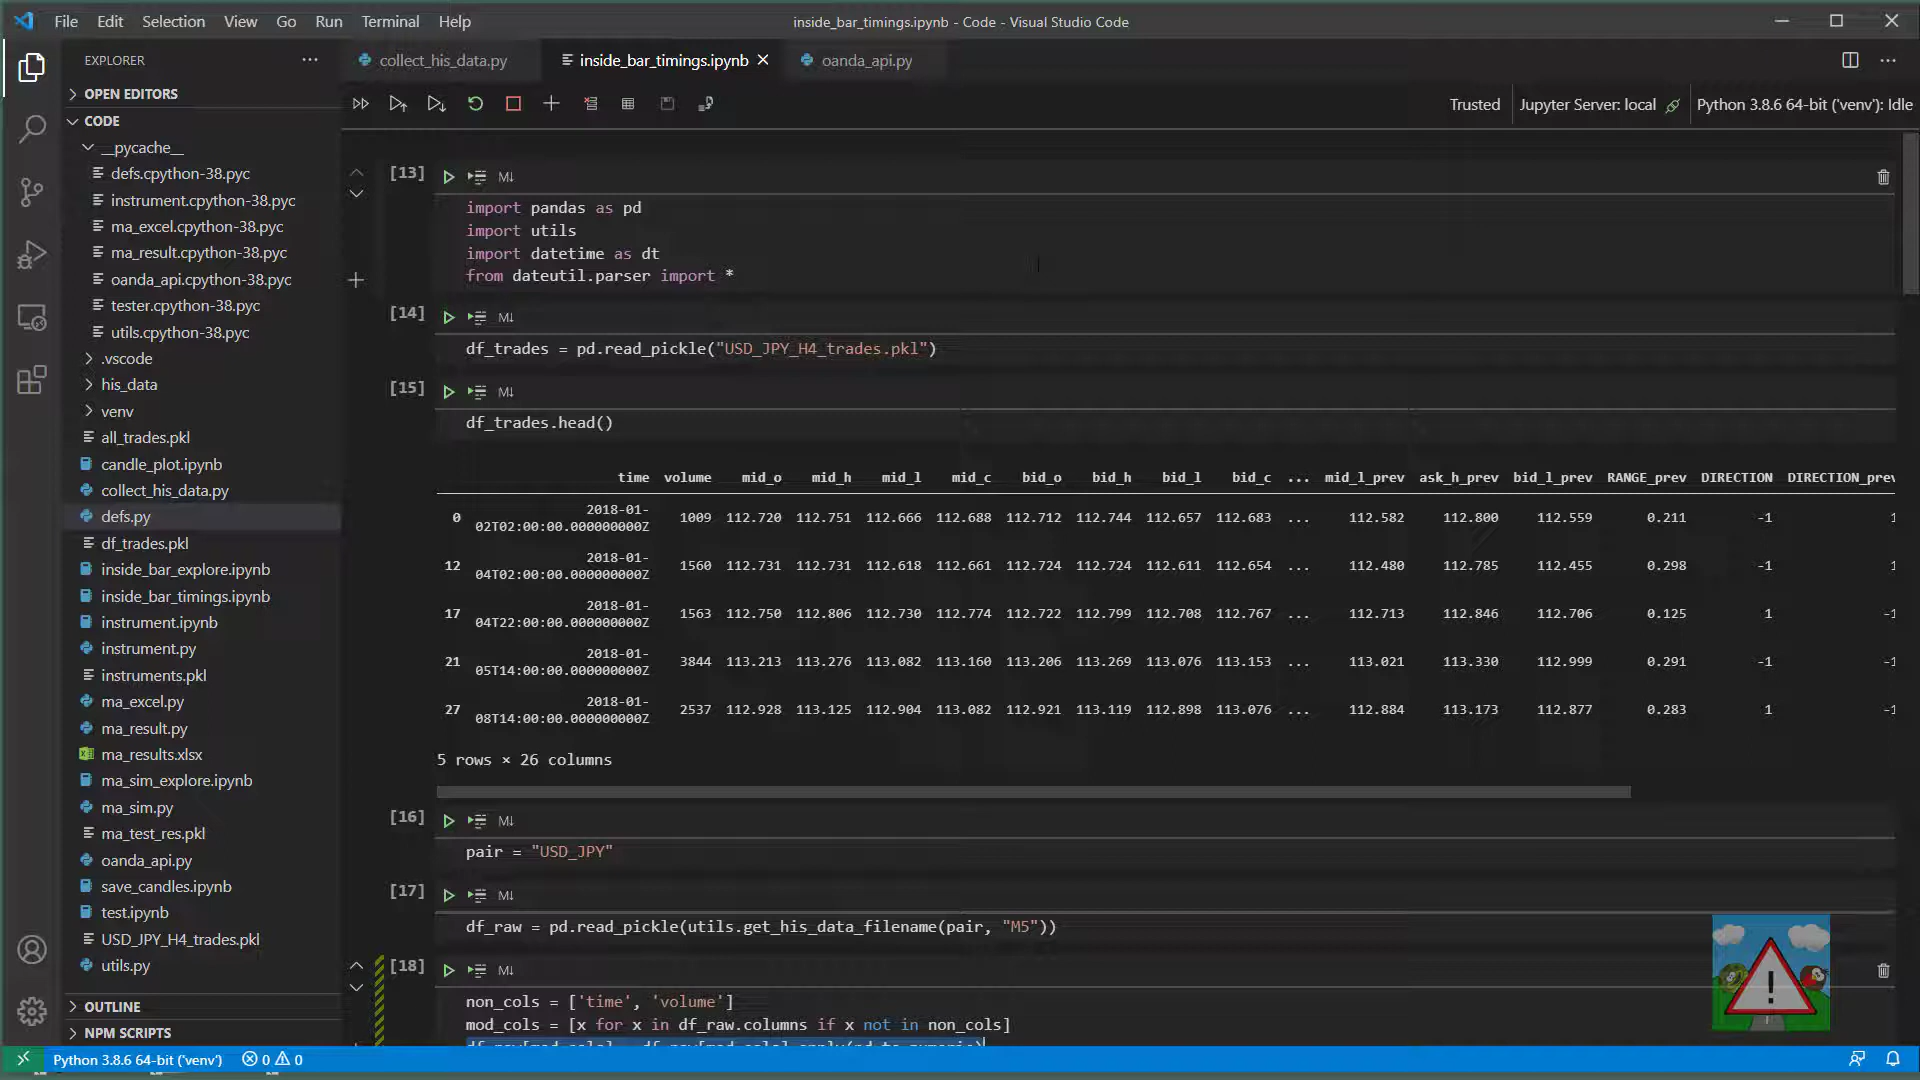 File Edit Selection View Go Run Terminal Help
inside_bar_timings.ipynb - Code - Visual Studio Code
EXPLORER
collect_his_data.py
inside_bar_timings.ipynb
oanda_api.py
OPEN EDITORS
CODE
__pycache__
defs.cpython-38.pyc
instrument.cpython-38.pyc
ma_excel.cpython-38.pyc
ma_result.cpython-38.pyc
oanda_api.cpython-38.pyc
tester.cpython-38.pyc
utils.cpython-38.pyc
.vscode
his_data
venv
all_trades.pkl
candle_plot.ipynb
collect_his_data.py
defs.py
df_trades.pkl
inside_bar_explore.ipynb
inside_bar_timings.ipynb
instrument.ipynb
instrument.py
instruments.pkl
ma_excel.py
ma_result.py
ma_results.xlsx
ma_sim_explore.ipynb
ma_sim.py
ma_test_res.pkl
oanda_api.py
save_candles.ipynb
test.ipynb
USD_JPY_H4_trades.pkl
utils.py
OUTLINE
NPM SCRIPTS
Trusted Jupyter Server: local Python 3.8.6 64-bit ('venv'): Idle
[13] M↓
import pandas as pd
import utils
import datetime as dt
from dateutil.parser import *
[14] M↓
df_trades = pd.read_pickle("USD_JPY_H4_trades.pkl")
[15] M↓
df_trades.head()
time volume mid_o mid_h mid_l mid_c bid_o bid_h bid_l bid_c ... mid_l_prev ask_h_prev bid_l_prev RANGE_prev DIRECTION DIRECTION_prev
0 2018-01-02T02:00:00.000000000Z 1009 112.720 112.751 112.666 112.688 112.712 112.744 112.657 112.683 ... 112.582 112.800 112.559 0.211 -1 1
12 2018-01-04T02:00:00.000000000Z 1560 112.731 112.731 112.618 112.661 112.724 112.724 112.611 112.654 ... 112.480 112.785 112.455 0.298 -1 1
17 2018-01-04T22:00:00.000000000Z 1563 112.750 112.806 112.730 112.774 112.722 112.799 112.708 112.767 ... 112.713 112.846 112.706 0.125 1 -1
21 2018-01-05T14:00:00.000000000Z 3844 113.213 113.276 113.082 113.160 113.206 113.269 113.076 113.153 ... 113.021 113.330 112.999 0.291 -1 -1
27 2018-01-08T14:00:00.000000000Z 2537 112.928 113.125 112.904 113.082 112.921 113.119 112.898 113.076 ... 112.884 113.173 112.877 0.283 1 -1
5 rows × 26 columns
[16] M↓
pair = "USD_JPY"
[17] M↓
df_raw = pd.read_pickle(utils.get_his_data_filename(pair, "M5"))
[18] M↓
non_cols = ['time', 'volume']
mod_cols = [x for x in df_raw.columns if x not in non_cols]
Python 3.8.6 64-bit ('venv') 0 0